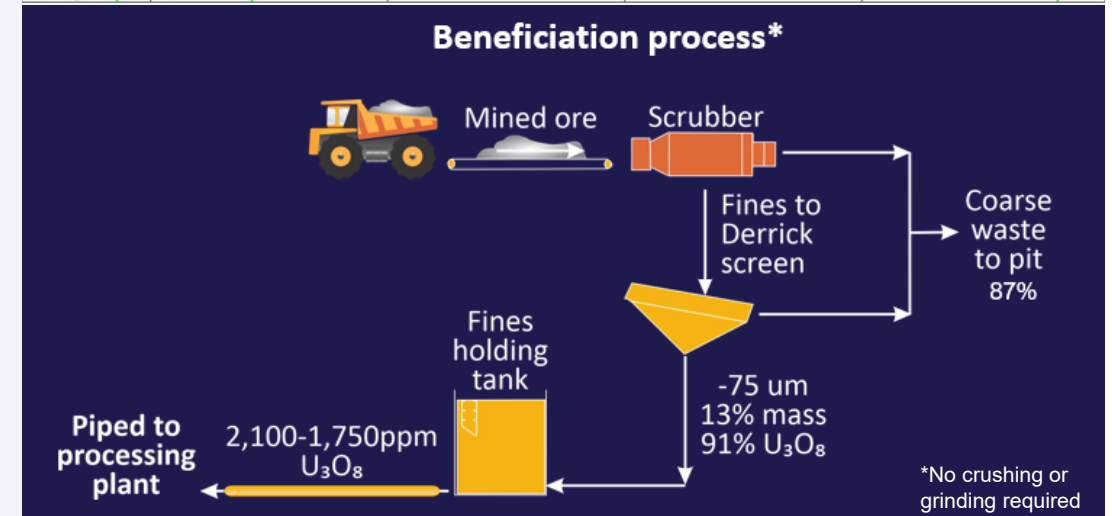 Beneficiation process*
Mined ore
Scrubber
Fines to
Derrick
screen
Coarse
waste
to pit
87%
Fines
holding
tank
-75 um
13% mass
91% U₃O₈
Piped to
processing
plant
2,100-1,750ppm
U₃O₈
*No crushing or
grinding required